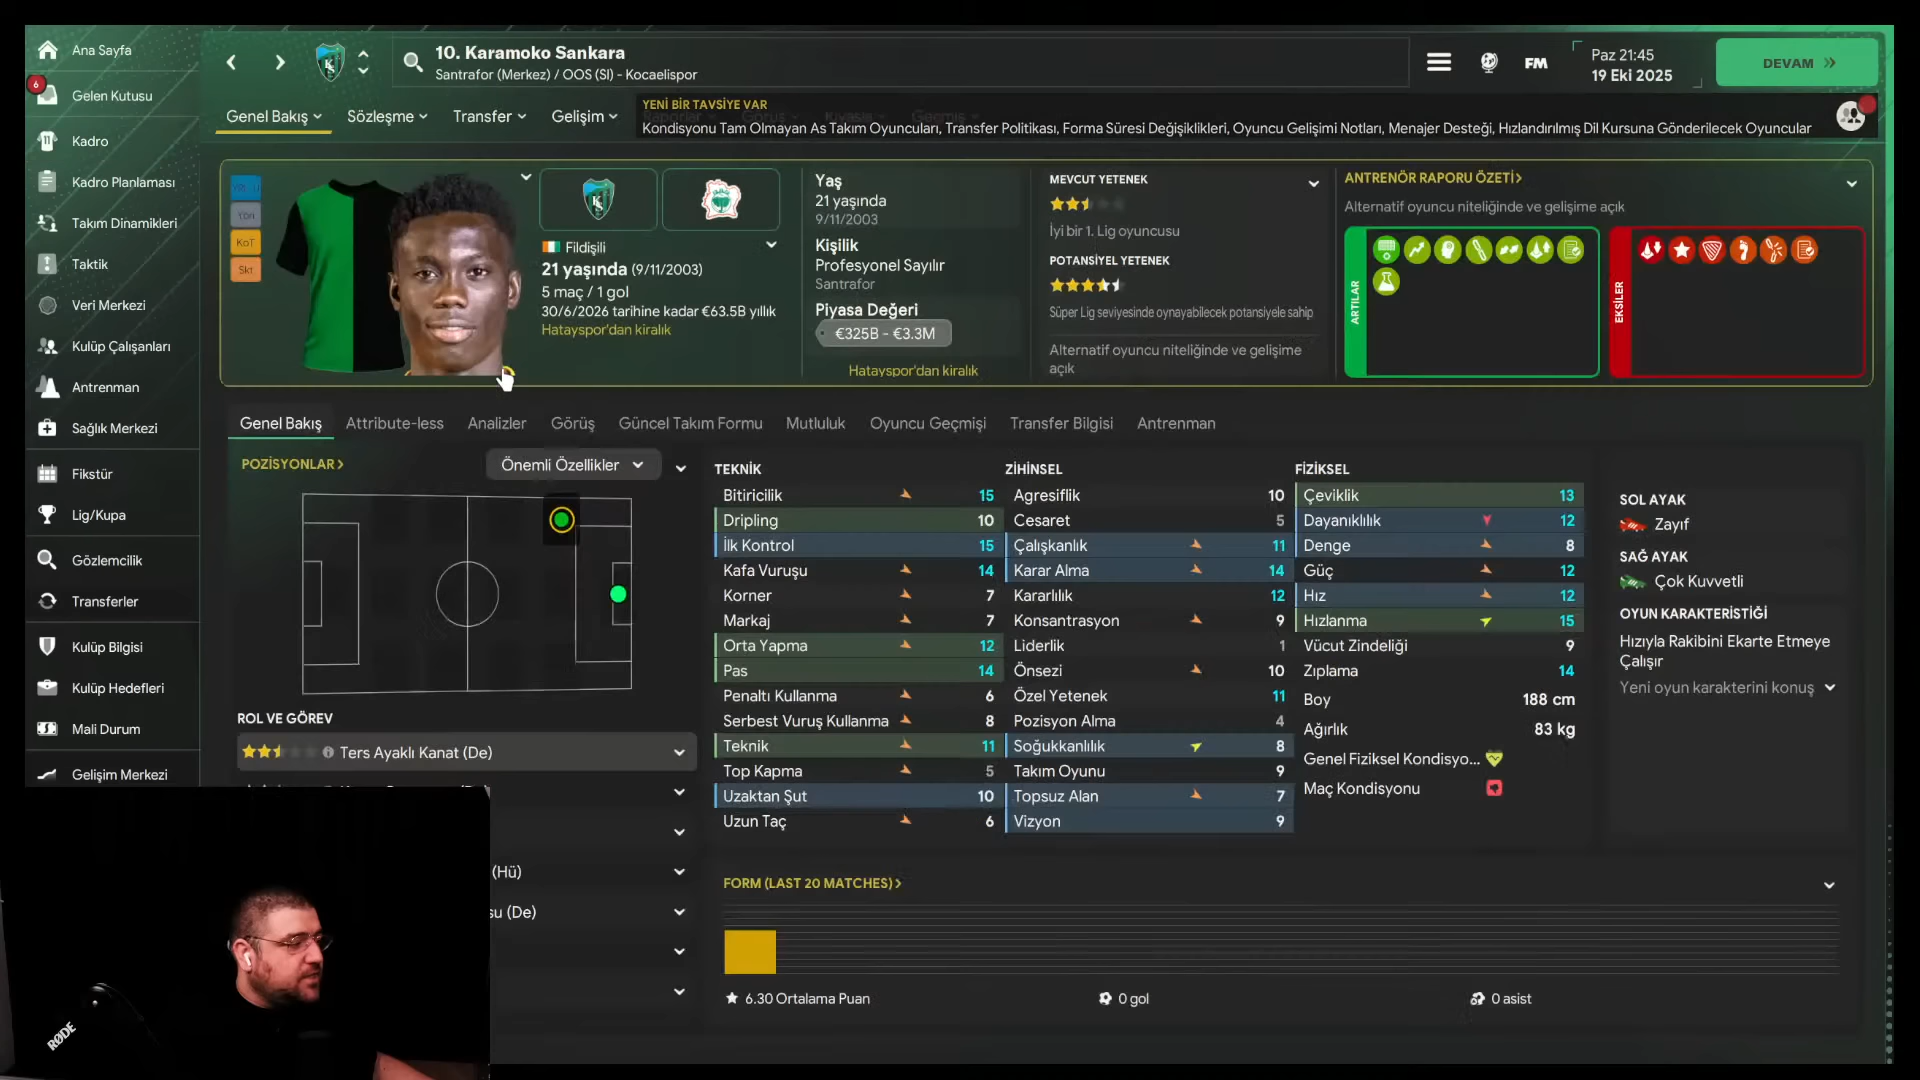 Ana Sayfa
6
Gelen Kutusu
Kadro
Kadro Planlaması
Takım Dinamikleri
Taktik
Veri Merkezi
Kulüp Çalışanları
Antrenman
Sağlık Merkezi
Fikstür
Lig/Kupa
Gözlemcilik
Transferler
Kulüp Bilgisi
Kulüp Hedefleri
Mali Durum
Gelişim Merkezi
10. Karamoko Sankara
Santrafor (Merkez) / OOS (Sl) - Kocaelispor
FM
Paz 21:45
19 Eki 2025
DEVAM
Genel Bakış
Sözleşme
Transfer
Gelişim
YENİ BİR TAVSİYE VAR
Kondisyonu Tam Olmayan As Takım Oyuncuları, Transfer Politikası, Forma Süresi Değişiklikleri, Oyuncu Gelişimi Notları, Menajer Desteği, Hızlandırılmış Dil Kursuna Gönderilecek Oyuncular
Ybn
KoT
Skt
Fildişili
21 yaşında (9/11/2003)
5 maç / 1 gol
30/6/2026 tarihine kadar €63.5B yıllık
Hatayspor'dan kiralık
Yaş
21 yaşında
9/11/2003
Kişilik
Profesyonel Sayılır
Santrafor
Piyasa Değeri
€325B - €3.3M
Hatayspor'dan kiralık
MEVCUT YETENEK
İyi bir 1. Lig oyuncusu
POTANSİYEL YETENEK
Süper Lig seviyesinde oynayabilecek potansiyele sahip
Alternatif oyuncu niteliğinde ve gelişime
açık
ANTRENÖR RAPORU ÖZETİ
Alternatif oyuncu niteliğinde ve gelişime açık
ARTILAR
EKSİLER
Genel Bakış
Attribute-less
Analizler
Görüş
Güncel Takım Formu
Mutluluk
Oyuncu Geçmişi
Transfer Bilgisi
Antrenman
POZİSYONLAR
Önemli Özellikler
ROL VE GÖREV
Ters Ayaklı Kanat (De)
(Hü)
su (De)
TEKNİK
Bitiricilik 15
Dripling 10
İlk Kontrol 15
Kafa Vuruşu 14
Korner 7
Markaj 7
Orta Yapma 12
Pas 14
Penaltı Kullanma 6
Serbest Vuruş Kullanma 8
Teknik 11
Top Kapma 5
Uzaktan Şut 10
Uzun Taç 6
ZİHİNSEL
Agresiflik 10
Cesaret 5
Çalışkanlık 11
Karar Alma 14
Kararlılık 12
Konsantrasyon 9
Liderlik 1
Önsezi 10
Özel Yetenek 11
Pozisyon Alma 4
Soğukkanlılık 8
Takım Oyunu 9
Topsuz Alan 7
Vizyon 9
FİZİKSEL
Çeviklik 13
Dayanıklılık 12
Denge 8
Güç 12
Hız 12
Hızlanma 15
Vücut Zindeliği 9
Zıplama 14
Boy 188 cm
Ağırlık 83 kg
Genel Fiziksel Kondisyo...
Maç Kondisyonu
SOL AYAK
Zayıf
SAĞ AYAK
Çok Kuvvetli
OYUN KARAKTERİSTİĞİ
Hızıyla Rakibini Ekarte Etmeye
Çalışır
Yeni oyun karakterini konuş
FORM (LAST 20 MATCHES)
6.30 Ortalama Puan
0 gol
0 asist
RØDE